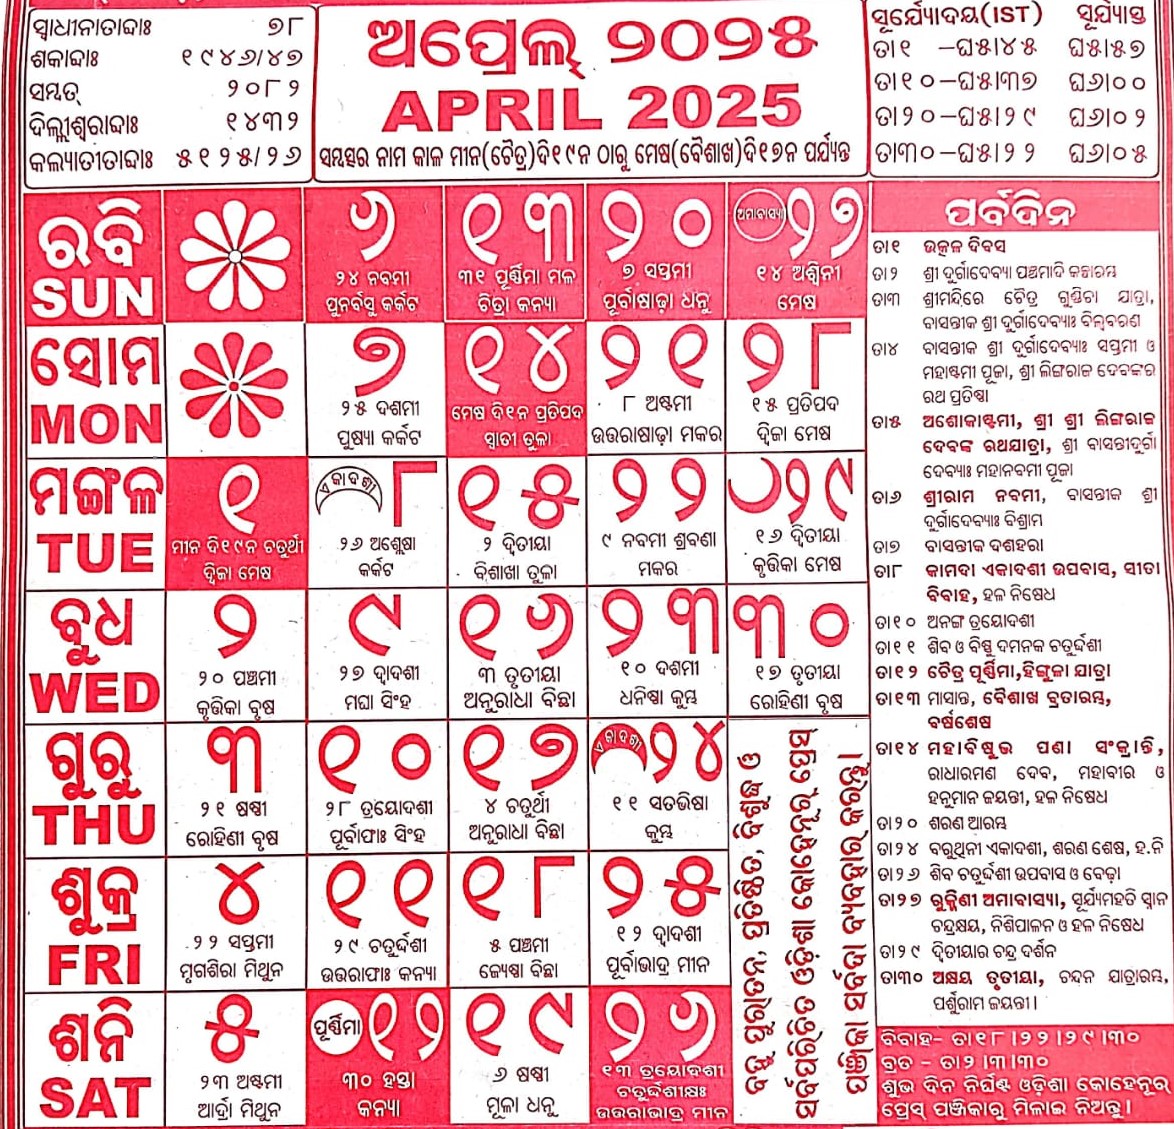 ସ୍ୱାଧୀନତାବ୍ଦାଃ ୭୮
ଶକାବ୍ଦାଃ ୧୯୪୬/୪୭
ସମ୍ବତ୍ ୨୦୮୨
ଦିଲ୍ଲୀଶ୍ୱରାବ୍ଦାଃ ୧୪୩୨
କଲ୍ୟାତୀତାବ୍ଦାଃ ୫୧୨୫/୨୬
ଅପ୍ରେଲ୍ ୨୦୨୫
APRIL 2025
ସମ୍ବତ୍ସର ନାମ କାଳ ମୀନ(ଚୈତ୍ର)ଦି୧୯ନ ଠାରୁ ମେଷ(ବୈଶାଖ)ଦି୧୭ନ ପର୍ଯ୍ୟନ୍ତ
ସୂର୍ଯ୍ୟୋଦୟ(IST) ସୂର୍ଯ୍ୟାସ୍ତ
ତା୧ –ଘ୫।୪୫ ଘ୫।୫୭
ତା୧୦–ଘ୫।୩୭ ଘ୬।୦୦
ତା୨୦–ଘ୫।୨୯ ଘ୬।୦୨
ତା୩୦–ଘ୫।୨୨ ଘ୬।୦୫
ରବି ୬ ୧୩ ୨୦ ଅମାବାସ୍ୟା ୨୭
SUN ୨୪ ନବମୀ ୩୧ ପୂର୍ଣ୍ଣିମା ମଳ ୭ ସପ୍ତମୀ ୧୪ ଅଶ୍ୱିନୀ
ପୁନର୍ବସୁ କର୍କଟ ଚିତ୍ରା କନ୍ୟା ପୂର୍ବାଷାଢ଼ା ଧନୁ ମେଷ
ସୋମ ୭ ୧୪ ୨୧ ୨୮
MON ୨୫ ଦଶମୀ ମେଷ ଦି୧ନ ପ୍ରତିପଦ ୮ ଅଷ୍ଟମୀ ୧୫ ପ୍ରତିପଦ
ପୁଷ୍ୟା କର୍କଟ ସ୍ୱାତୀ ତୁଳା ଉତ୍ତରାଷାଢ଼ା ମକର ଦ୍ୱିଜା ମେଷ
ମଙ୍ଗଳ ୧ ଏକାଦଶୀ ୮ ୧୫ ୨୨ ୨୯
TUE ମୀନ ଦି୧୯ନ ଚତୁର୍ଥୀ ୨୬ ଅଶ୍ଳେଷା ୨ ଦ୍ୱିତୀୟା ୯ ନବମୀ ଶ୍ରବଣା ୧୬ ଦ୍ୱିତୀୟା
ଦ୍ୱିଜା ମେଷ କର୍କଟ ବିଶାଖା ତୁଳା ମକର କୃତ୍ତିକା ମେଷ
ବୁଧ ୨ ୯ ୧୬ ୨୩ ୩୦
WED ୨୦ ପଞ୍ଚମୀ ୨୭ ଦ୍ୱାଦଶୀ ୩ ତୃତୀୟା ୧୦ ଦଶମୀ ୧୭ ତୃତୀୟା
କୃତ୍ତିକା ବୃଷ ମଘା ସିଂହ ଅନୁରାଧା ବିଛା ଧନିଷ୍ଠା କୁମ୍ଭ ରୋହିଣୀ ବୃଷ
ଗୁରୁ ୩ ୧୦ ୧୭ ଏକାଦଶୀ ୨୪
THU ୨୧ ଷଷ୍ଠୀ ୨୮ ତ୍ରୟୋଦଶୀ ୪ ଚତୁର୍ଥୀ ୧୧ ସତଭିଷା
ରୋହିଣୀ ବୃଷ ପୂର୍ବାଫାଃ ସିଂହ ଅନୁରାଧା ବିଛା କୁମ୍ଭ
ଶୁକ୍ର ୪ ୧୧ ୧୮ ୨୫
FRI ୨୨ ସପ୍ତମୀ ୨୯ ଚତୁର୍ଦ୍ଦଶୀ ୫ ପଞ୍ଚମୀ ୧୨ ଦ୍ୱାଦଶୀ
ମୃଗଶିରା ମିଥୁନ ଉତ୍ତରାଫାଃ କନ୍ୟା ଜ୍ୟେଷ୍ଠା ବିଛା ପୂର୍ବାଭାଦ୍ର ମୀନ
ଶନି ୫ ପୂର୍ଣ୍ଣିମା ୧୨ ୧୯ ୨୬
SAT ୨୩ ଅଷ୍ଟମୀ ୩୦ ହସ୍ତା ୬ ଷଷ୍ଠୀ ୧୩ ତ୍ରୟୋଦଶୀ
ଚତୁର୍ଦ୍ଦଶୀକ୍ଷଃ
ଆର୍ଦ୍ରା ମିଥୁନ କନ୍ୟା ମୂଳା ଧନୁ ଉତ୍ତରାଭାଦ୍ର ମୀନ
ବହୁ ପୁରାତନ, ପ୍ରତିଷ୍ଠିତ, ବିଶୁଦ୍ଧ ଓ
ସର୍ବପରିଚିତ ଓଡ଼ିଶା କୋହେନୂର୍ ପ୍ରେସ୍
ପଞ୍ଜିକା ସର୍ବଦା ବ୍ୟବହାର କରନ୍ତୁ।
ପର୍ବଦିନ
ତା୧ ଉତ୍କଳ ଦିବସ
ତା୨ ଶ୍ରୀ ଦୁର୍ଗାଦେବ୍ୟା ପଞ୍ଚମାଦି କଳ୍ପାରମ୍ଭ
ତା୩ ଶ୍ରୀମନ୍ଦିରେ ଚୈତ୍ର ଗୁଣ୍ଡିଚା ଯାତ୍ରା,
ବାସନ୍ତୀକ ଶ୍ରୀ ଦୁର୍ଗାଦେବ୍ୟାଃ ବିଲ୍ୱବରଣ
ତା୪ ବାସନ୍ତୀକ ଶ୍ରୀ ଦୁର୍ଗାଦେବ୍ୟାଃ ସପ୍ତମୀ ଓ
ମହାଷ୍ଟମୀ ପୂଜା, ଶ୍ରୀ ଲିଙ୍ଗରାଜ ଦେବଙ୍କର
ରଥ ପ୍ରତିଷ୍ଠା
ତା୫ ଅଶୋକାଷ୍ଟମୀ, ଶ୍ରୀ ଶ୍ରୀ ଲିଙ୍ଗରାଜ
ଦେବଙ୍କ ରଥଯାତ୍ରା, ଶ୍ରୀ ବାସନ୍ତୀଦୁର୍ଗା
ଦେବ୍ୟାଃ ମହାନବମୀ ପୂଜା
ତା୬ ଶ୍ରୀରାମ ନବମୀ, ବାସନ୍ତୀକ ଶ୍ରୀ
ଦୁର୍ଗାଦେବ୍ୟାଃ ବିଶ୍ରାମ
ତା୭ ବାସନ୍ତୀକ ଦଶହରା
ତା୮ କାମଦା ଏକାଦଶୀ ଉପବାସ, ସୀତା
ବିବାହ, ହଳ ନିଷେଧ
ତା୧୦ ଅନଙ୍ଗ ତ୍ରୟୋଦଶୀ
ତା୧୧ ଶିବ ଓ ବିଷ୍ଣୁ ଦମନକ ଚତୁର୍ଦ୍ଦଶୀ
ତା୧୨ ଚୈତ୍ର ପୂର୍ଣ୍ଣିମା,ହିଙ୍ଗୁଳା ଯାତ୍ରା
ତା୧୩ ମାସାନ୍ତ, ବୈଶାଖ ବ୍ରତାରମ୍ଭ,
ବର୍ଷଶେଷ
ତା୧୪ ମହାବିଷୁଭ ପଣା ସଂକ୍ରାନ୍ତି,
ରାଧାରମଣ ଦେବ, ମହାବୀର ଓ
ହନୁମାନ ଜୟନ୍ତୀ, ହଳ ନିଷେଧ
ତା୨୦ ଶରଣ ଆରମ୍ଭ
ତା୨୪ ବରୁଥିନୀ ଏକାଦଶୀ, ଶରଣ ଶେଷ, ହ.ନି
ତା୨୬ ଶିବ ଚତୁର୍ଦ୍ଦଶୀ ଉପବାସ ଓ ବେଢ଼ା
ତା୨୭ ରୁକ୍ମିଣୀ ଅମାବାସ୍ୟା, ସୂର୍ଯ୍ୟମହତି ସ୍ନାନ
ଚନ୍ଦ୍ରକ୍ଷୟ, ନିଶିପାଳନ ଓ ହଳ ନିଷେଧ
ତା୨୯ ଦ୍ୱିତୀୟାର ଚନ୍ଦ୍ର ଦର୍ଶନ
ତା୩୦ ଅକ୍ଷୟ ତୃତୀୟା, ଚନ୍ଦନ ଯାତ୍ରାରମ୍ଭ,
ପର୍ଶୁରାମ ଜୟନ୍ତୀ।
ବିବାହ– ତା୧୮।୨୨।୨୯।୩୦
ବ୍ରତ – ତା୨।୩।୩୦
ଶୁଭ ଦିନ ନିର୍ଘଣ୍ଟ ଓଡ଼ିଶା କୋହେନୂର୍
ପ୍ରେସ୍ ପଞ୍ଜିକାରୁ ମିଳାଇ ନିଅନ୍ତୁ।